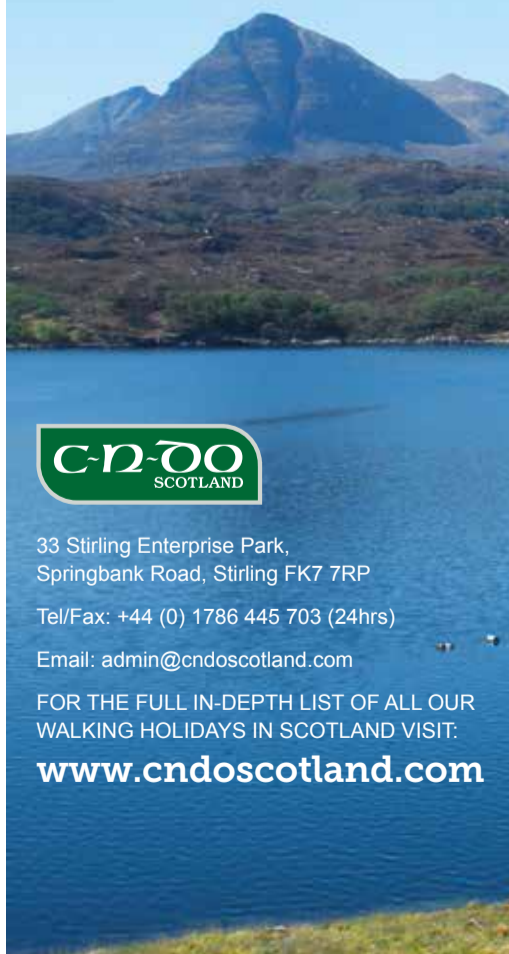 C~N~DO
SCOTLAND
33 Stirling Enterprise Park,
Springbank Road, Stirling FK7 7RP
Tel/Fax: +44 (0) 1786 445 703 (24hrs)
Email: admin@cndoscotland.com
FOR THE FULL IN-DEPTH LIST OF ALL OUR
WALKING HOLIDAYS IN SCOTLAND VISIT:
www.cndoscotland.com